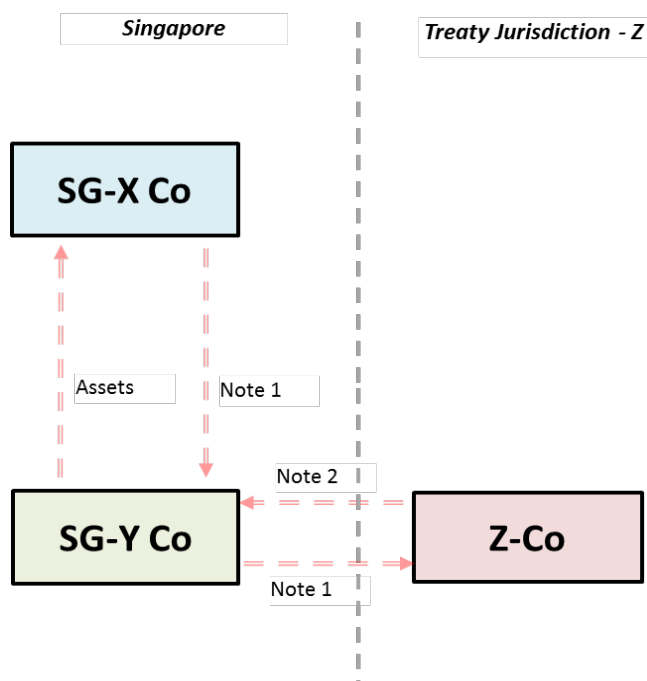 Singapore
Treaty Jurisdiction - Z
SG-X Co
Assets
Note 1
Note 2
SG-Y Co
Z-Co
Note 1